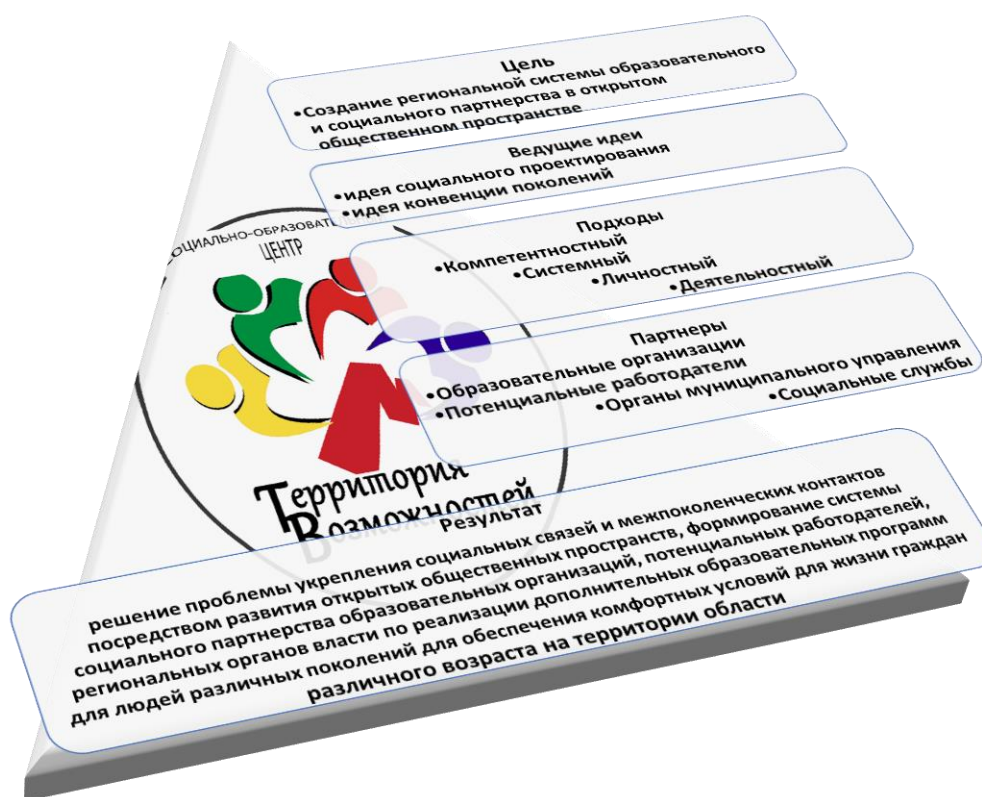 Цель
•Создание региональной системы образовательного
и социального партнерства в открытом
общественном пространстве
Ведущие идеи
•идея социального проектирования
•идея конвенции поколений
Подходы
•Компетентностный
•Системный
•Личностный
•Деятельностный
Партнеры
•Образовательные организации
•Потенциальные работодатели
•Органы муниципального управления
•Социальные службы
ЦЕНТР
Территория
Возможностей
Результат
решение проблемы укрепления социальных связей и межпоколенческих контактов
посредством развития открытых общественных пространств, формирование системы
социального партнерства образовательных организаций, потенциальных работодателей,
региональных органов власти по реализации дополнительных образовательных программ
для людей различных поколений для обеспечения комфортных условий для жизни граждан
различного возраста на территории области